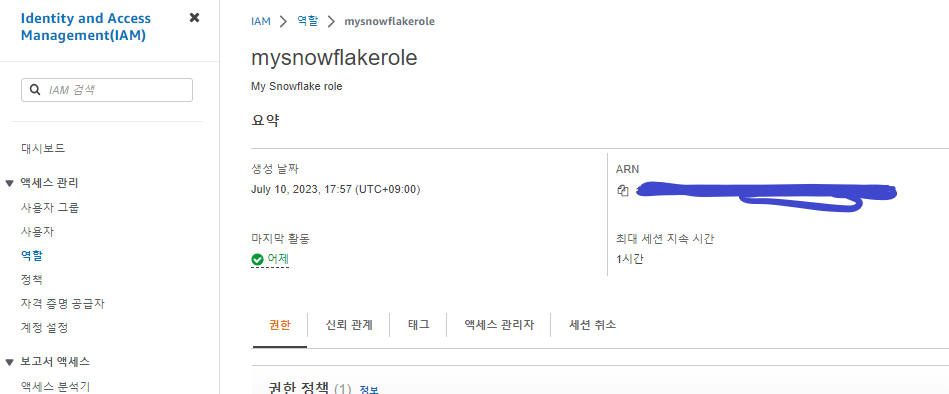 Identity and Access
Management(IAM)
IAM 검색
대시보드
액세스 관리
사용자 그룹
사용자
역할
정책
자격 증명 공급자
계정 설정
보고서 액세스
액세스 분석기
IAM > 역할 > mysnowflakerole
mysnowflakerole
My Snowflake role
요약
생성 날짜
July 10, 2023, 17:57 (UTC+09:00)
ARN
마지막 활동
어제
최대 세션 지속 시간
1시간
권한 신뢰 관계 태그 액세스 관리자 세션 취소
권한 정책 (1) 정보